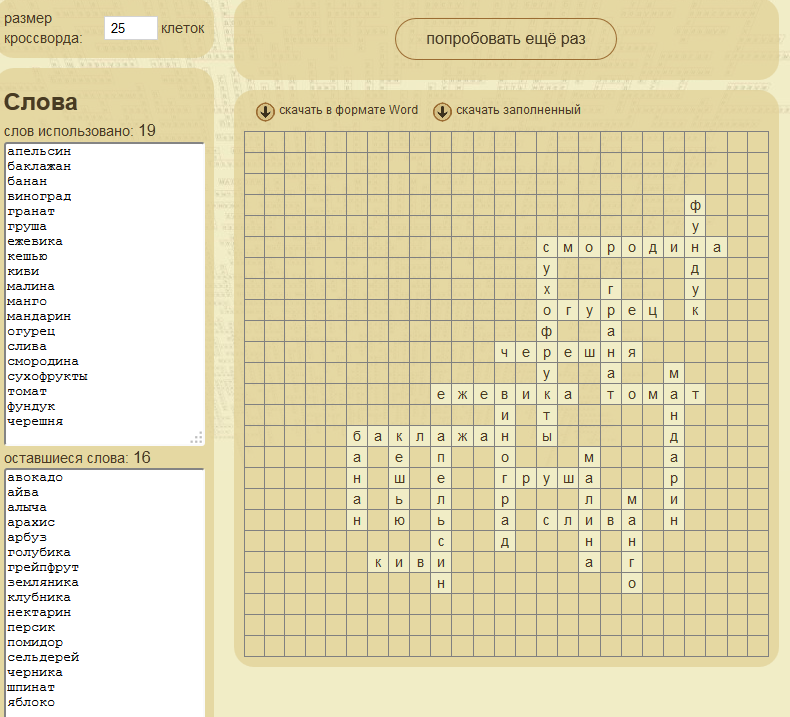 размер
кроссворда: 25 клеток
попробовать ещё раз
Слова
слов использовано: 19
апельсин
баклажан
банан
виноград
гранат
груша
ежевика
кешью
киви
малина
манго
мандарин
огурец
слива
смородина
сухофрукты
томат
фундук
черешня
оставшиеся слова: 16
авокадо
айва
алыча
арахис
арбуз
голубика
грейпфрут
земляника
клубника
нектарин
персик
помидор
сельдерей
черника
шпинат
яблоко
скачать в формате Word скачать заполненный
ф
у
с м о р о д и н а
у д
х г у
о г у р е ц к
ф а
ч е р е ш н я
у а м
е ж е в и к а т о м а т
и т н
б а к л а ж а н ы д
а е п о м а
н ш е г р у ш а р
а ь л р л м и
н ю ь а с л и в а н
с д н н
к и в и а г
н о